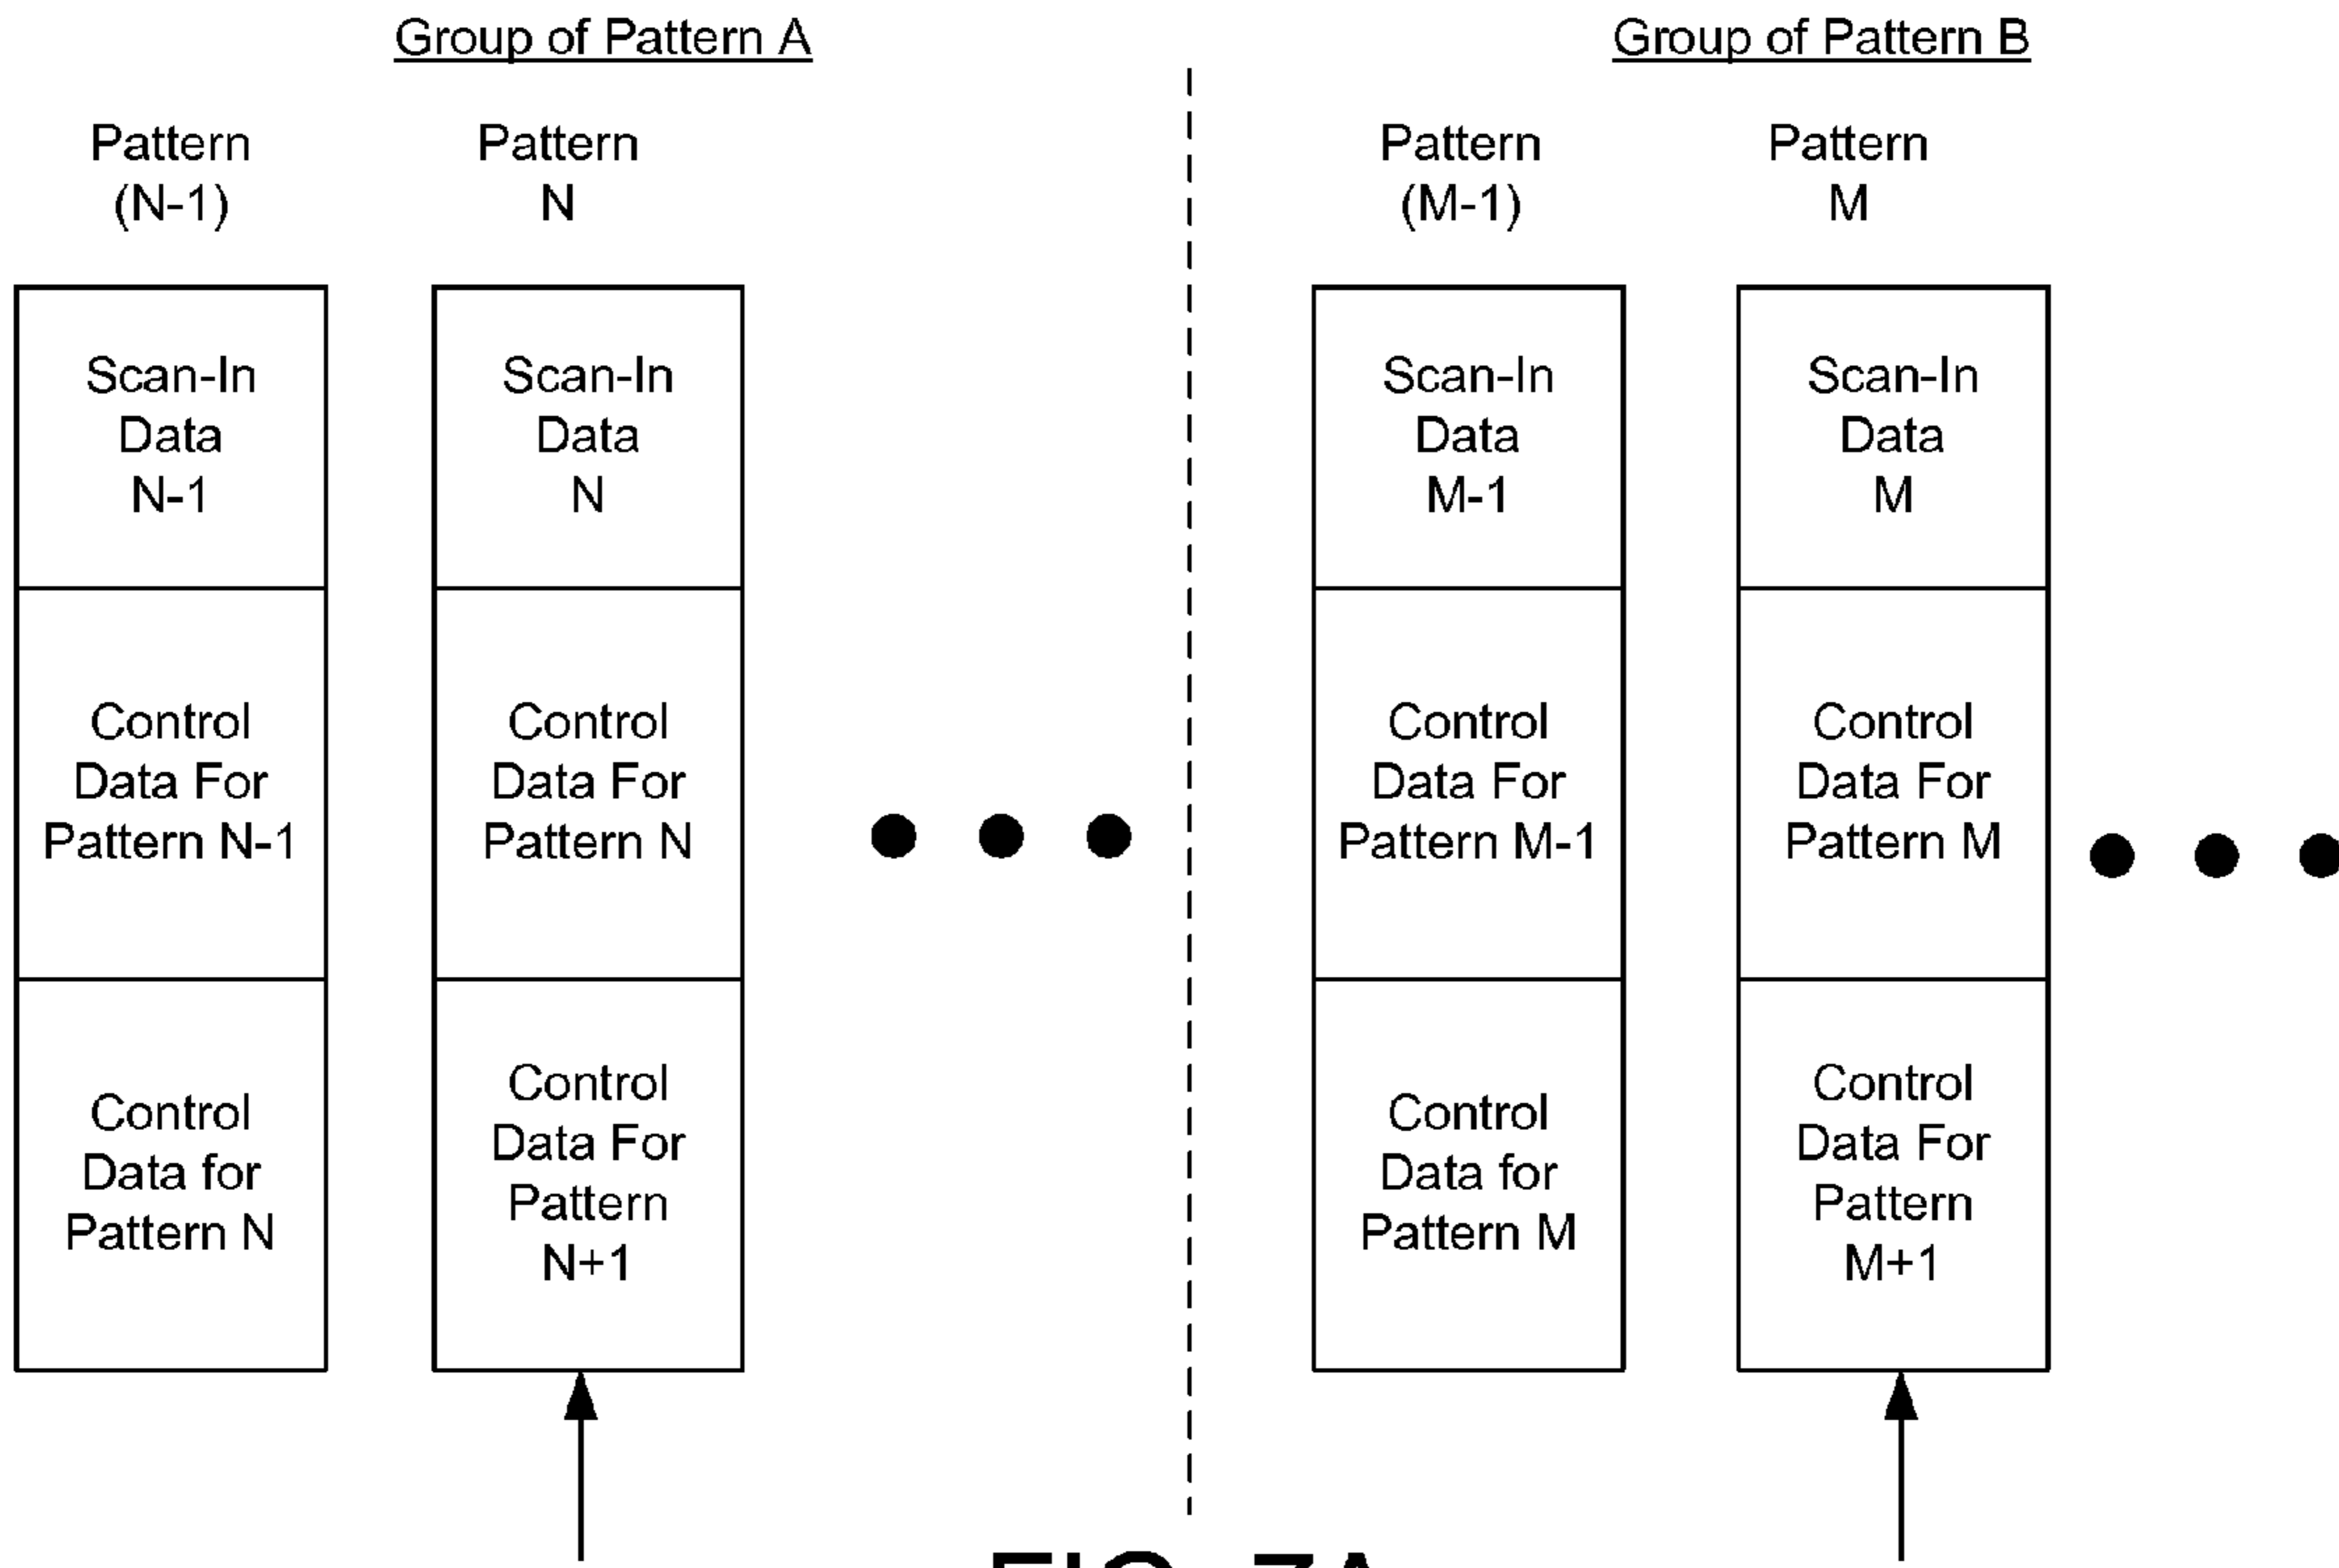 Group of Pattern A
Pattern
(N-1)
Pattern
N
Scan-In
Data
N-1
Control
Data For
Pattern N-1
Control
Data for
Pattern N
Scan-In
Data
N
Control
Data For
Pattern N
Control
Data For
Pattern
N+1
Group of Pattern B
Pattern
(M-1)
Pattern
M
Scan-In
Data
M-1
Control
Data For
Pattern M-1
Control
Data for
Pattern M
Scan-In
Data
M
Control
Data For
Pattern M
Control
Data For
Pattern
M+1